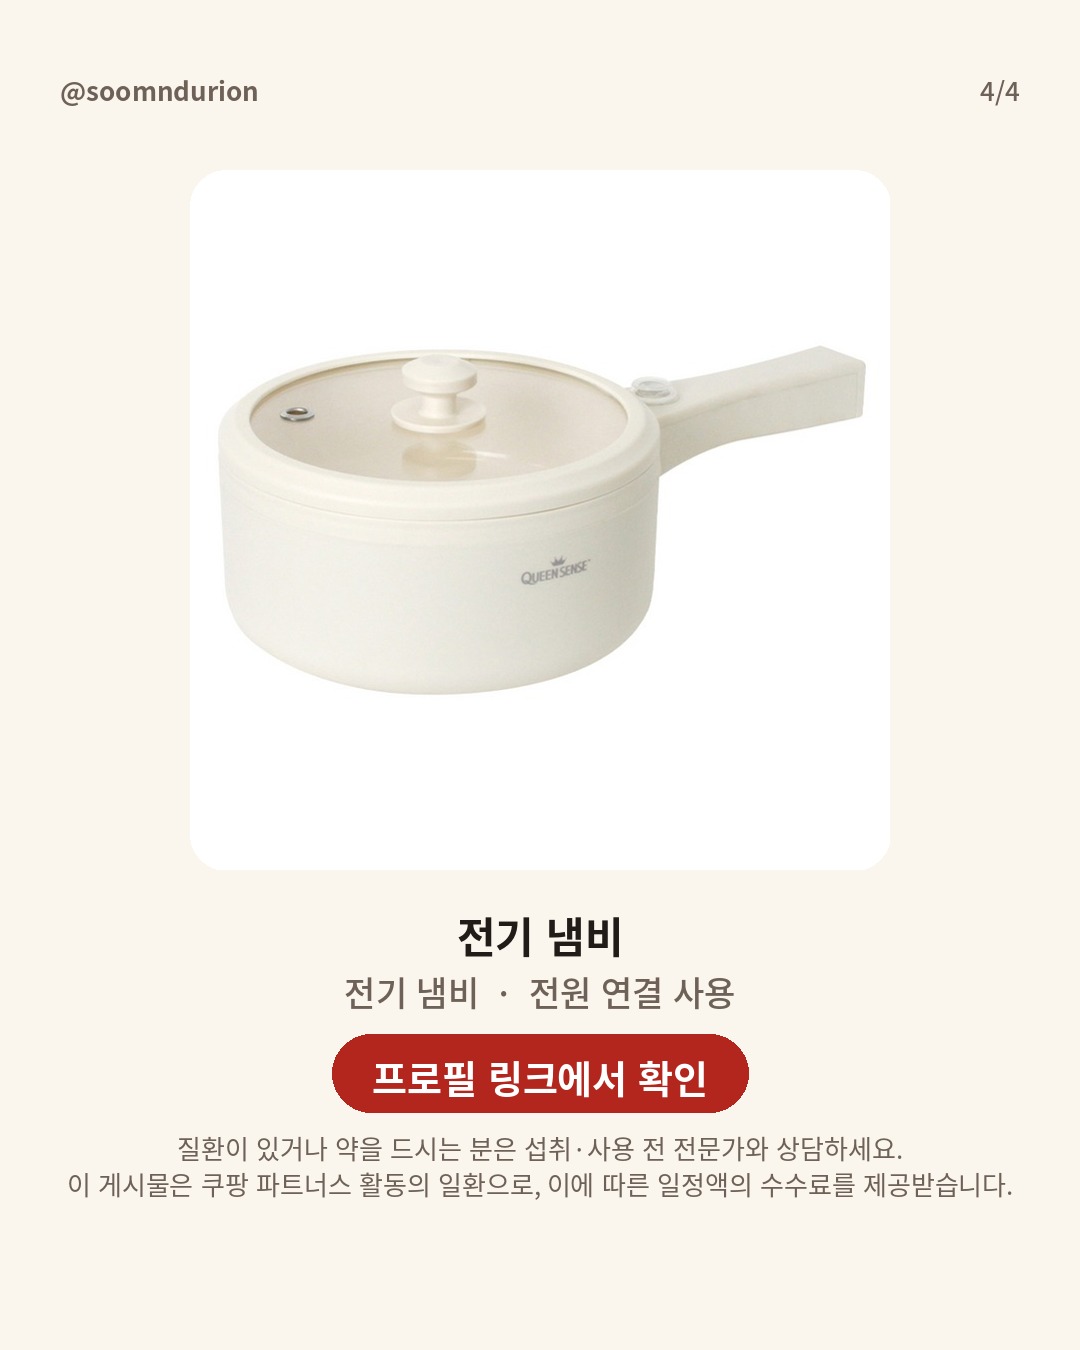 @soomndurion
4/4
QUEENSENSE
전기 냄비
전기 냄비 · 전원 연결 사용
프로필 링크에서 확인
질환이 있거나 약을 드시는 분은 섭취·사용 전 전문가와 상담하세요.
이 게시물은 쿠팡 파트너스 활동의 일환으로, 이에 따른 일정액의 수수료를 제공받습니다.